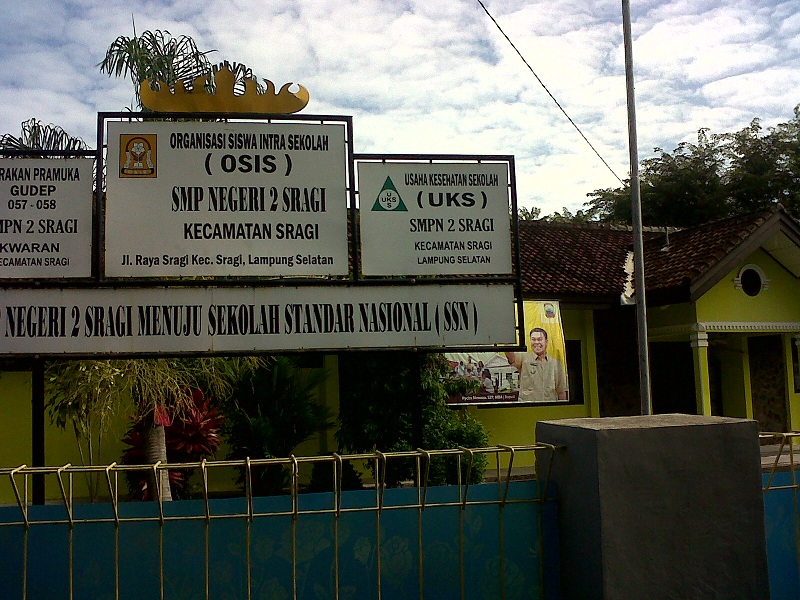 RAKAN PRAMUKA
GUDEP
057 - 058
MPN 2 SRAGI
KWARAN
KECAMATAN SRAGI
ORGANISASI SISWA INTRA SEKOLAH
( OSIS )
SMP NEGERI 2 SRAGI
KECAMATAN SRAGI
Jl. Raya Sragi Kec. Sragi, Lampung Selatan
USAHA KESEHATAN SEKOLAH
( UKS )
SMPN 2 SRAGI
KECAMATAN SRAGI
LAMPUNG SELATAN
U
UKS
S
P NEGERI 2 SRAGI MENUJU SEKOLAH STANDAR NASIONAL ( SSN )